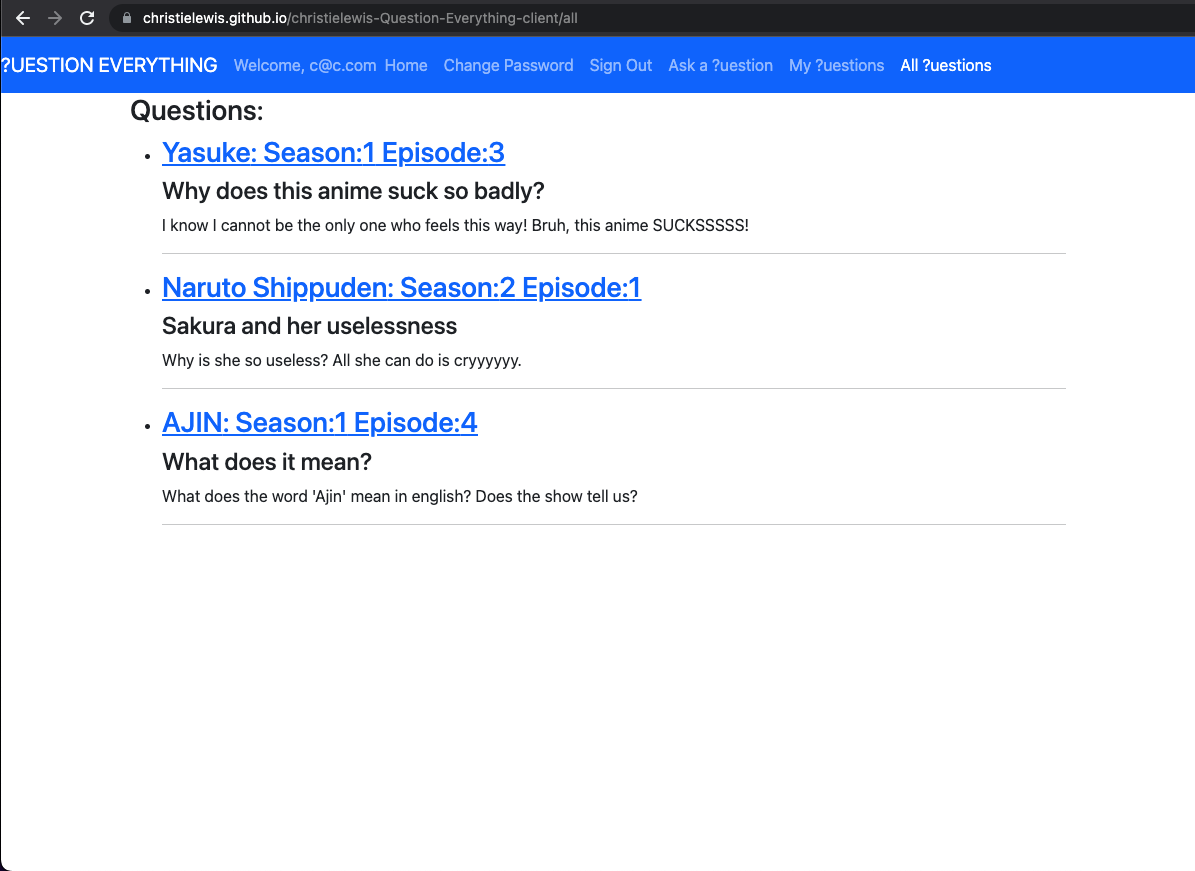 christielewis.github.io/christielewis-Question-Everything-client/all
?UESTION EVERYTHING Welcome, c@c.com Home Change Password Sign Out Ask a ?uestion My ?uestions All ?uestions
Questions:
Yasuke: Season:1 Episode:3
Why does this anime suck so badly?
I know I cannot be the only one who feels this way! Bruh, this anime SUCKSSSSS!
Naruto Shippuden: Season:2 Episode:1
Sakura and her uselessness
Why is she so useless? All she can do is cryyyyyy.
AJIN: Season:1 Episode:4
What does it mean?
What does the word 'Ajin' mean in english? Does the show tell us?